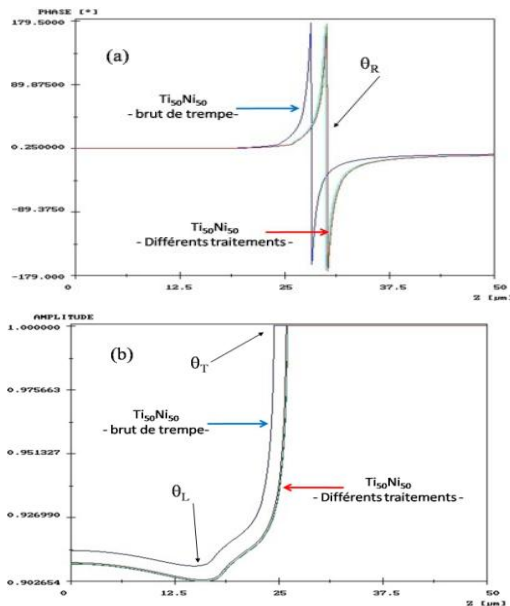 PHASE [°]
179.5000
(a)
θR
89.87500
Ti50Ni50
- brut de trempe-
0.250000
-89.3750
Ti50Ni50
- Différents traitements -
-179.000
0 12.5 25 37.5 50
Z [µm]
AMPLITUDE
1.000000
(b)
θT
0.975663
Ti50Ni50
- brut de trempe-
0.951327
Ti50Ni50
- Différents traitements -
θL
0.926990
0.902654
0 12.5 25 37.5 50
Z [µm]